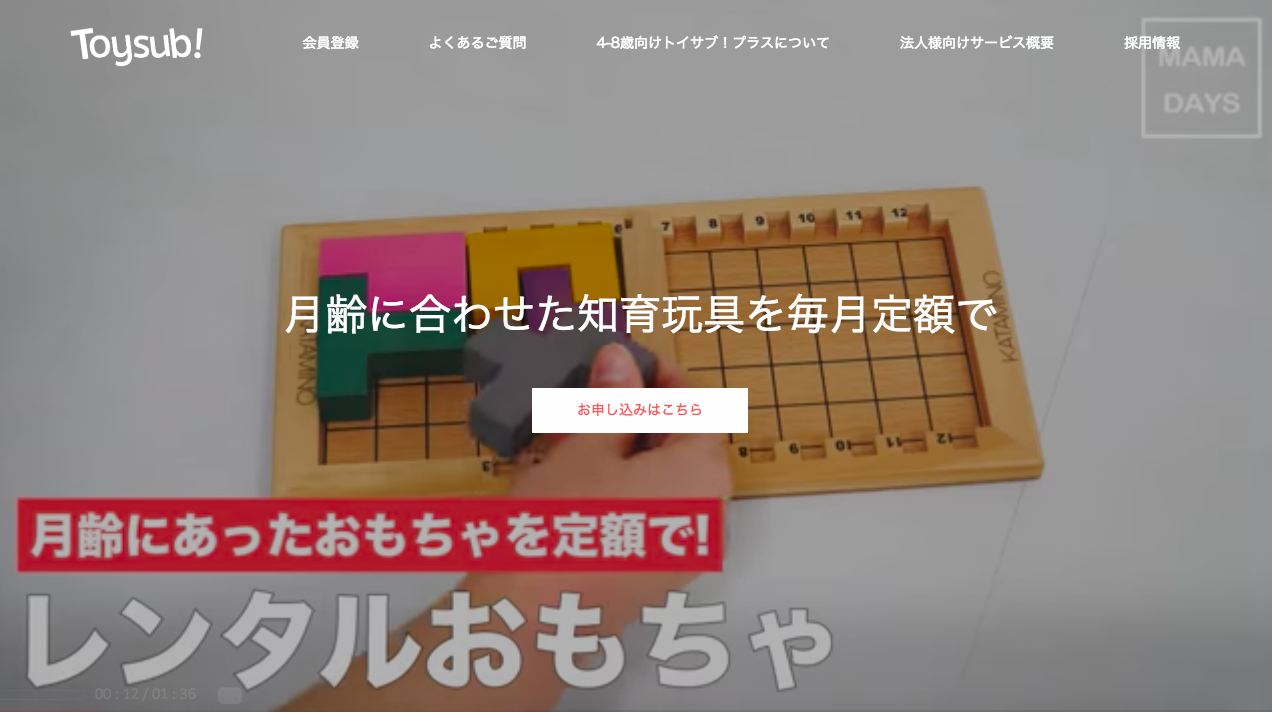 Toysub!
会員登録
よくあるご質問
4-8歳向けトイサブ！プラスについて
法人様向けサービス概要
採用情報
MAMA
DAYS
6
7 8 9 10 11 12
月齢に合わせた知育玩具を毎月定額で
KATAMINO
お申し込みはこちら
3
8 9 10 11 12
月齢にあったおもちゃを定額で!
レンタルおもちゃ
00:12 / 01:36